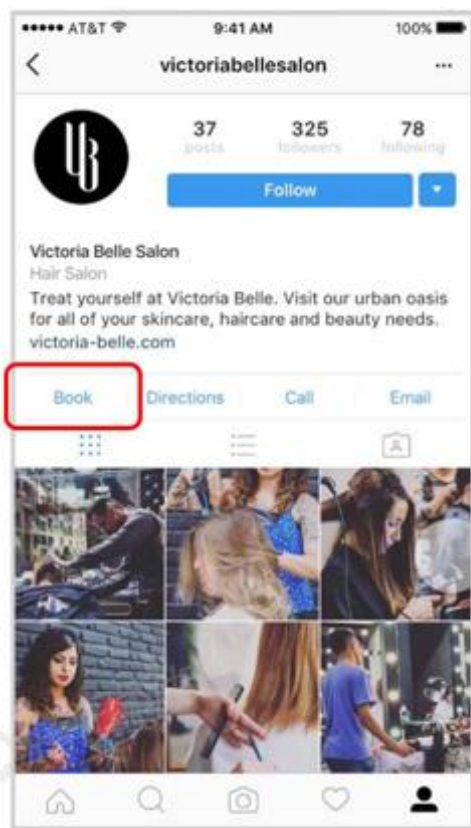 AT&T 9:41 AM 100%
victoriabellesalon
37 325 78
posts followers following
Follow
Victoria Belle Salon
Hair Salon
Treat yourself at Victoria Belle. Visit our urban oasis
for all of your skincare, haircare and beauty needs.
victoria-belle.com
Book Directions Call Email